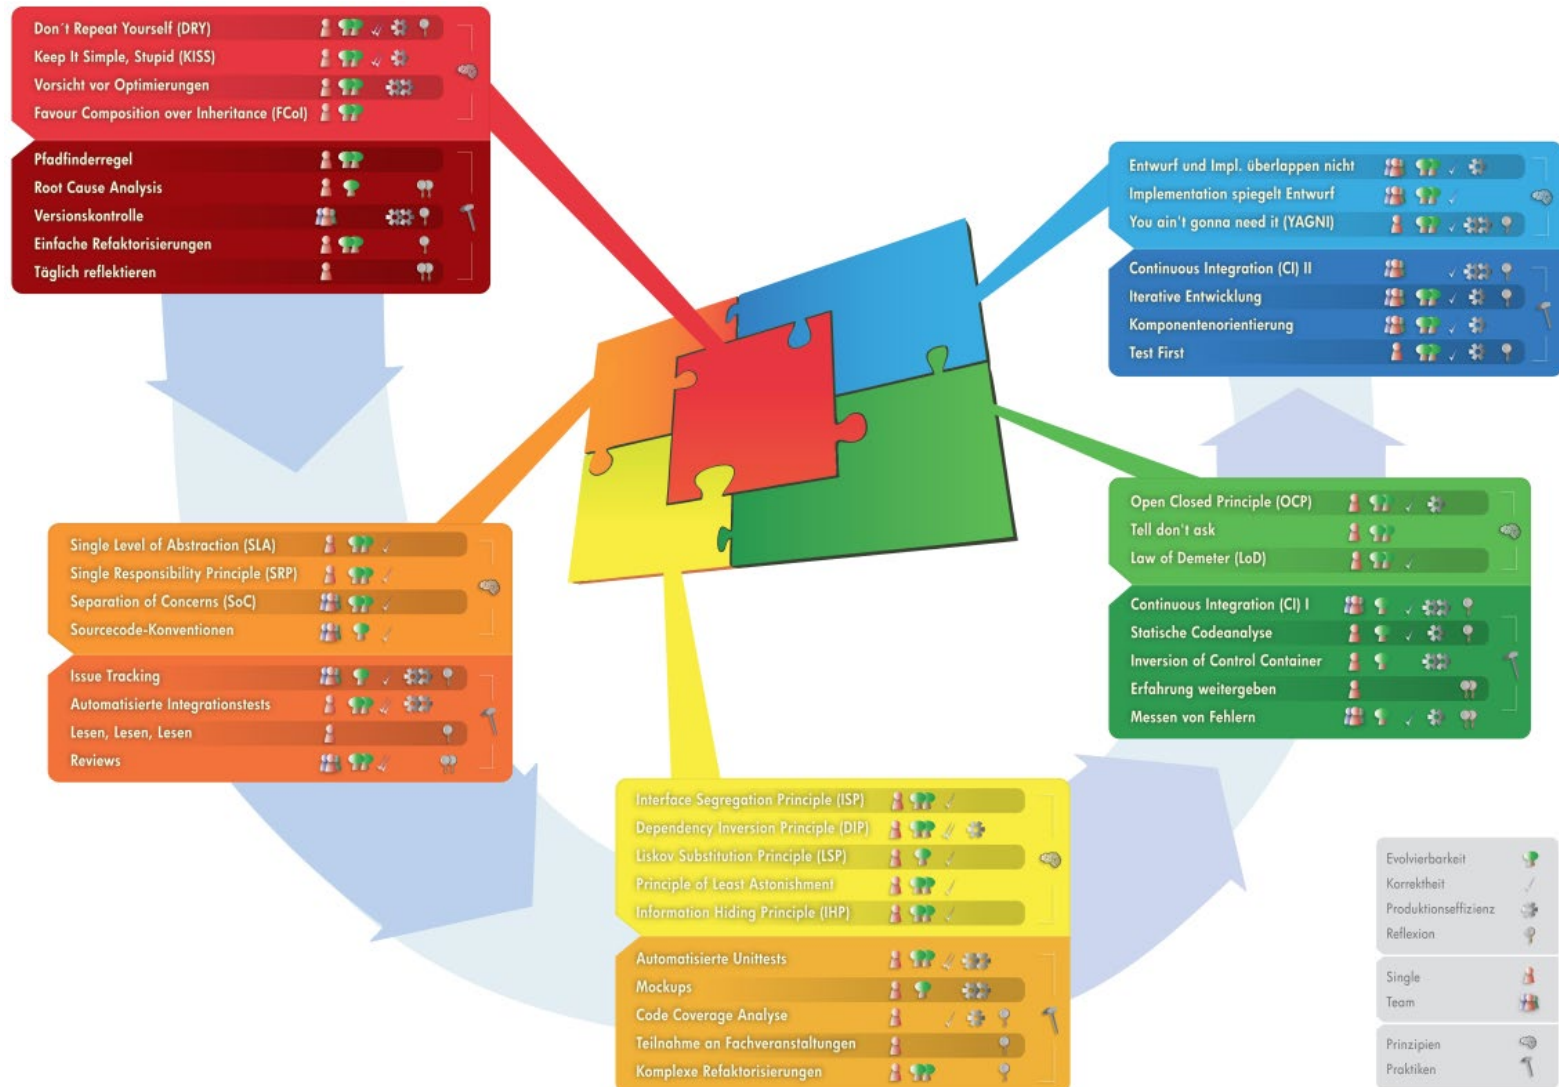 Don´t Repeat Yourself (DRY)
Keep It Simple, Stupid (KISS)
Vorsicht vor Optimierungen
Favour Composition over Inheritance (FCoI)
Pfadfinderregel
Root Cause Analysis
Versionskontrolle
Einfache Refaktorisierungen
Täglich reflektieren
Single Level of Abstraction (SLA)
Single Responsibility Principle (SRP)
Separation of Concerns (SoC)
Sourcecode-Konventionen
Issue Tracking
Automatisierte Integrationstests
Lesen, Lesen, Lesen
Reviews
Interface Segregation Principle (ISP)
Dependency Inversion Principle (DIP)
Liskov Substitution Principle (LSP)
Principle of Least Astonishment
Information Hiding Principle (IHP)
Automatisierte Unittests
Mockups
Code Coverage Analyse
Teilnahme an Fachveranstaltungen
Komplexe Refaktorisierungen
Open Closed Principle (OCP)
Tell don't ask
Law of Demeter (LoD)
Continuous Integration (CI) I
Statische Codeanalyse
Inversion of Control Container
Erfahrung weitergeben
Messen von Fehlern
Entwurf und Impl. überlappen nicht
Implementation spiegelt Entwurf
You ain't gonna need it (YAGNI)
Continuous Integration (CI) II
Iterative Entwicklung
Komponentenorientierung
Test First
Evolvierbarkeit
Korrektheit
Produktionseffizienz
Reflexion
Single
Team
Prinzipien
Praktiken